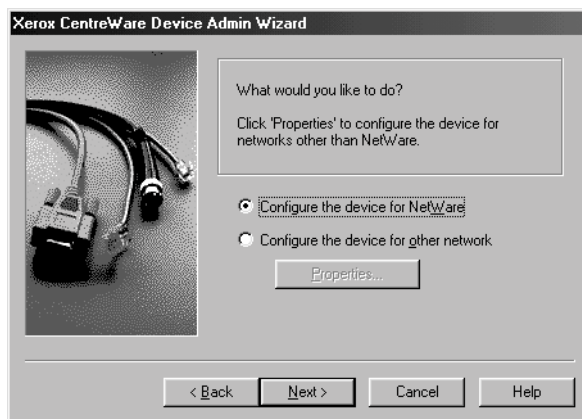 Xerox CentreWare Device Admin Wizard
What would you like to do?
Click 'Properties' to configure the device for
networks other than NetWare.
Configure the device for NetWare
Configure the device for other network
Properties...
< Back
Next >
Cancel
Help